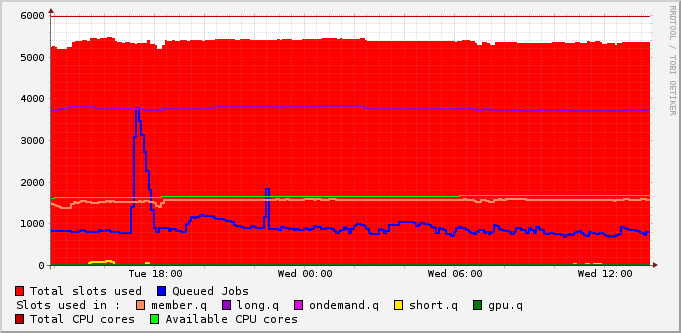 RRDTOOL / TOBI OETIKER
6000
5000
4000
3000
2000
1000
0
Tue 18:00 Wed 00:00 Wed 06:00 Wed 12:00
Total slots used Queued Jobs
Slots used in : member.q long.q ondemand.q short.q gpu.q
Total CPU cores Available CPU cores